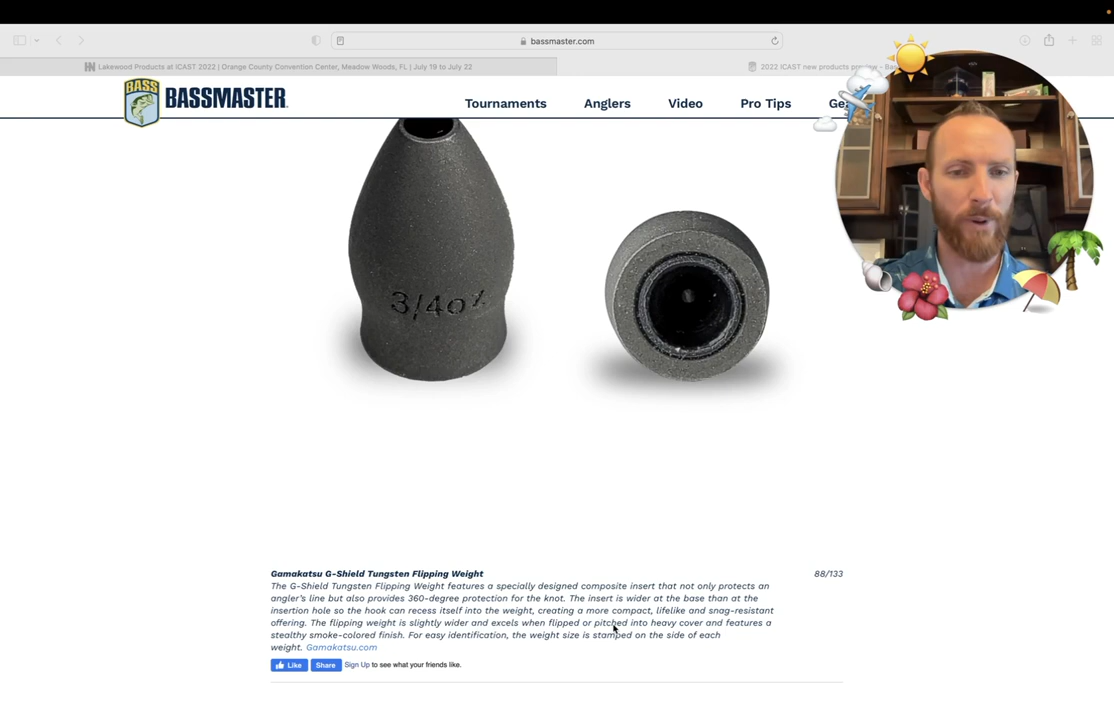 bassmaster.com
Lakewood Products at ICAST 2022 | Orange County Convention Center, Meadow Woods, FL | July 19 to July 22
2022 ICAST new products
BASS
BASSMASTER
Tournaments
Anglers
Video
Pro Tips
3/4oz
Gamakatsu G-Shield Tungsten Flipping Weight
88/133
The G-Shield Tungsten Flipping Weight features a specially designed composite insert that not only protects an
angler's line but also provides 360-degree protection for the knot. The insert is wider at the base than at the
insertion hole so the hook can recess itself into the weight, creating a more compact, lifelike and snag-resistant
offering. The flipping weight is slightly wider and excels when flipped or pitched into heavy cover and features a
stealthy smoke-colored finish. For easy identification, the weight size is stamped on the side of each
weight. Gamakatsu.com
Like
Share
Sign Up to see what your friends like.